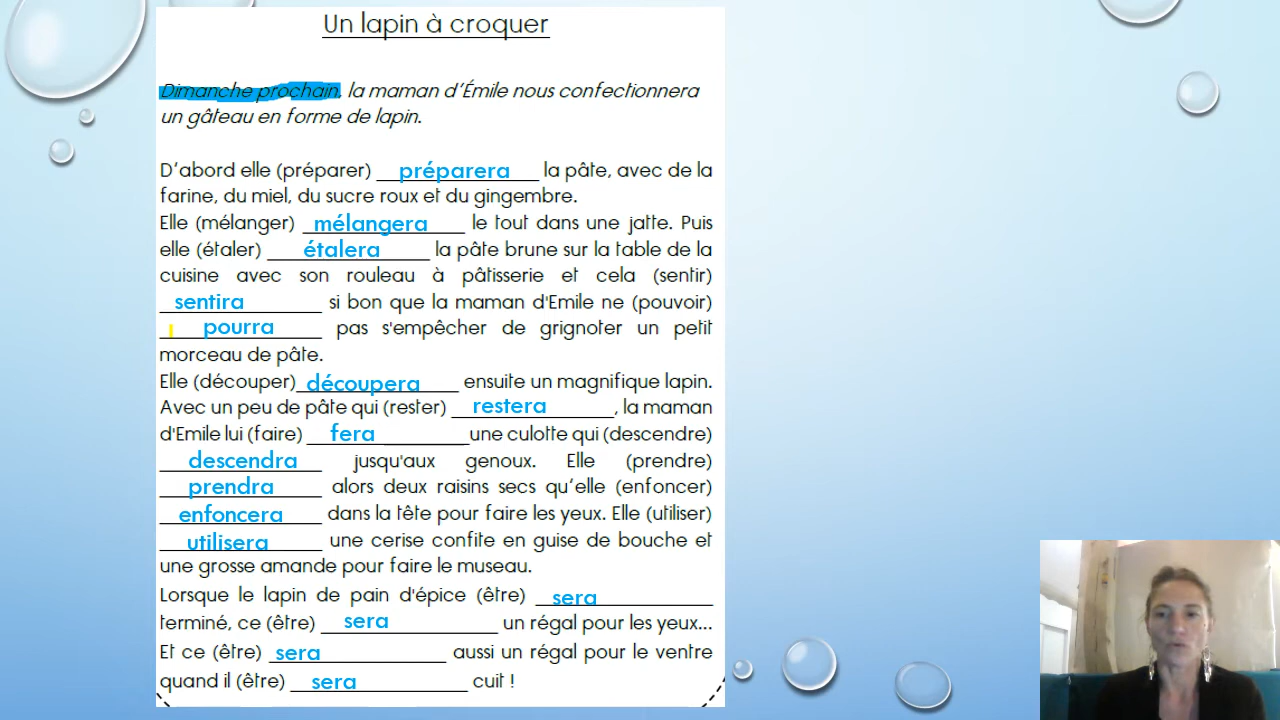 Un lapin à croquer
Dimanche prochain, la maman d'Émile nous confectionnera
un gâteau en forme de lapin.
D'abord elle (préparer) préparera la pâte, avec de la
farine, du miel, du sucre roux et du gingembre.
Elle (mélanger) mélangera le tout dans une jatte. Puis
elle (étaler) étalera la pâte brune sur la table de la
cuisine avec son rouleau à pâtisserie et cela (sentir)
sentira si bon que la maman d'Emile ne (pouvoir)
pourra pas s'empêcher de grignoter un petit
morceau de pâte.
Elle (découper) découpera ensuite un magnifique lapin.
Avec un peu de pâte qui (rester) restera, la maman
d'Emile lui (faire) fera une culotte qui (descendre)
descendra jusqu'aux genoux. Elle (prendre)
prendra alors deux raisins secs qu'elle (enfoncer)
enfoncera dans la tête pour faire les yeux. Elle (utiliser)
utilisera une cerise confite en guise de bouche et
une grosse amande pour faire le museau.
Lorsque le lapin de pain d'épice (être) sera
terminé, ce (être) sera un régal pour les yeux...
Et ce (être) sera aussi un régal pour le ventre
quand il (être) sera cuit !